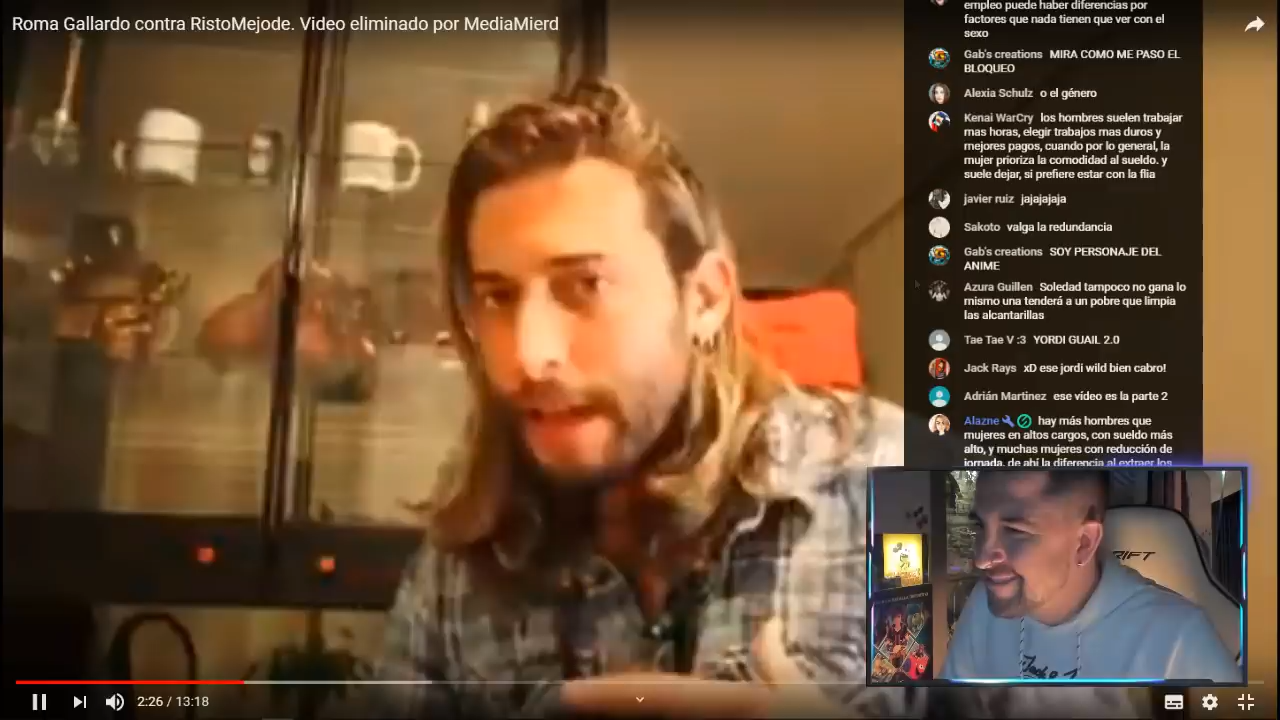 Roma Gallardo contra RistoMejode. Video eliminado por MediaMierd
empleo puede haber diferencias por
factores que nada tienen que ver con el
sexo
Gab's creations MIRA COMO ME PASO EL
BLOQUEO
Alexia Schulz o el género
Kenai WarCry los hombres suelen trabajar
mas horas, elegir trabajos mas duros y
mejores pagos, cuando por lo general, la
mujer prioriza la comodidad al sueldo. y
suele dejar, si prefiere estar con la flia
javier ruiz jajajajaja
Sakoto valga la redundancia
Gab's creations SOY PERSONAJE DEL
ANIME
Azura Guillen Soledad tampoco no gana lo
mismo una tenderá a un pobre que limpia
las alcantarillas
Tae Tae V :3 YORDI GUAIL 2.0
Jack Rays xD ese jordi wild bien cabro!
Adrián Martinez ese vídeo es la parte 2
Alazne hay más hombres que
mujeres en altos cargos, con sueldo más
alto, y muchas mujeres con reducción de
jornada, de ahí la diferencia al extraer los
RIFT
2:26 / 13:18